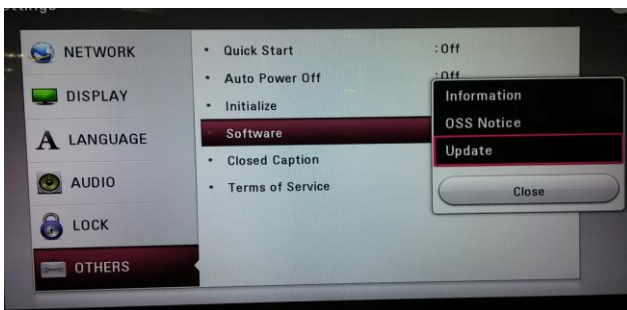 NETWORK
DISPLAY
LANGUAGE
AUDIO
LOCK
OTHERS
• Quick Start :Off
• Auto Power Off :Off
• Initialize
• Software
• Closed Caption
• Terms of Service
Information
OSS Notice
Update
Close